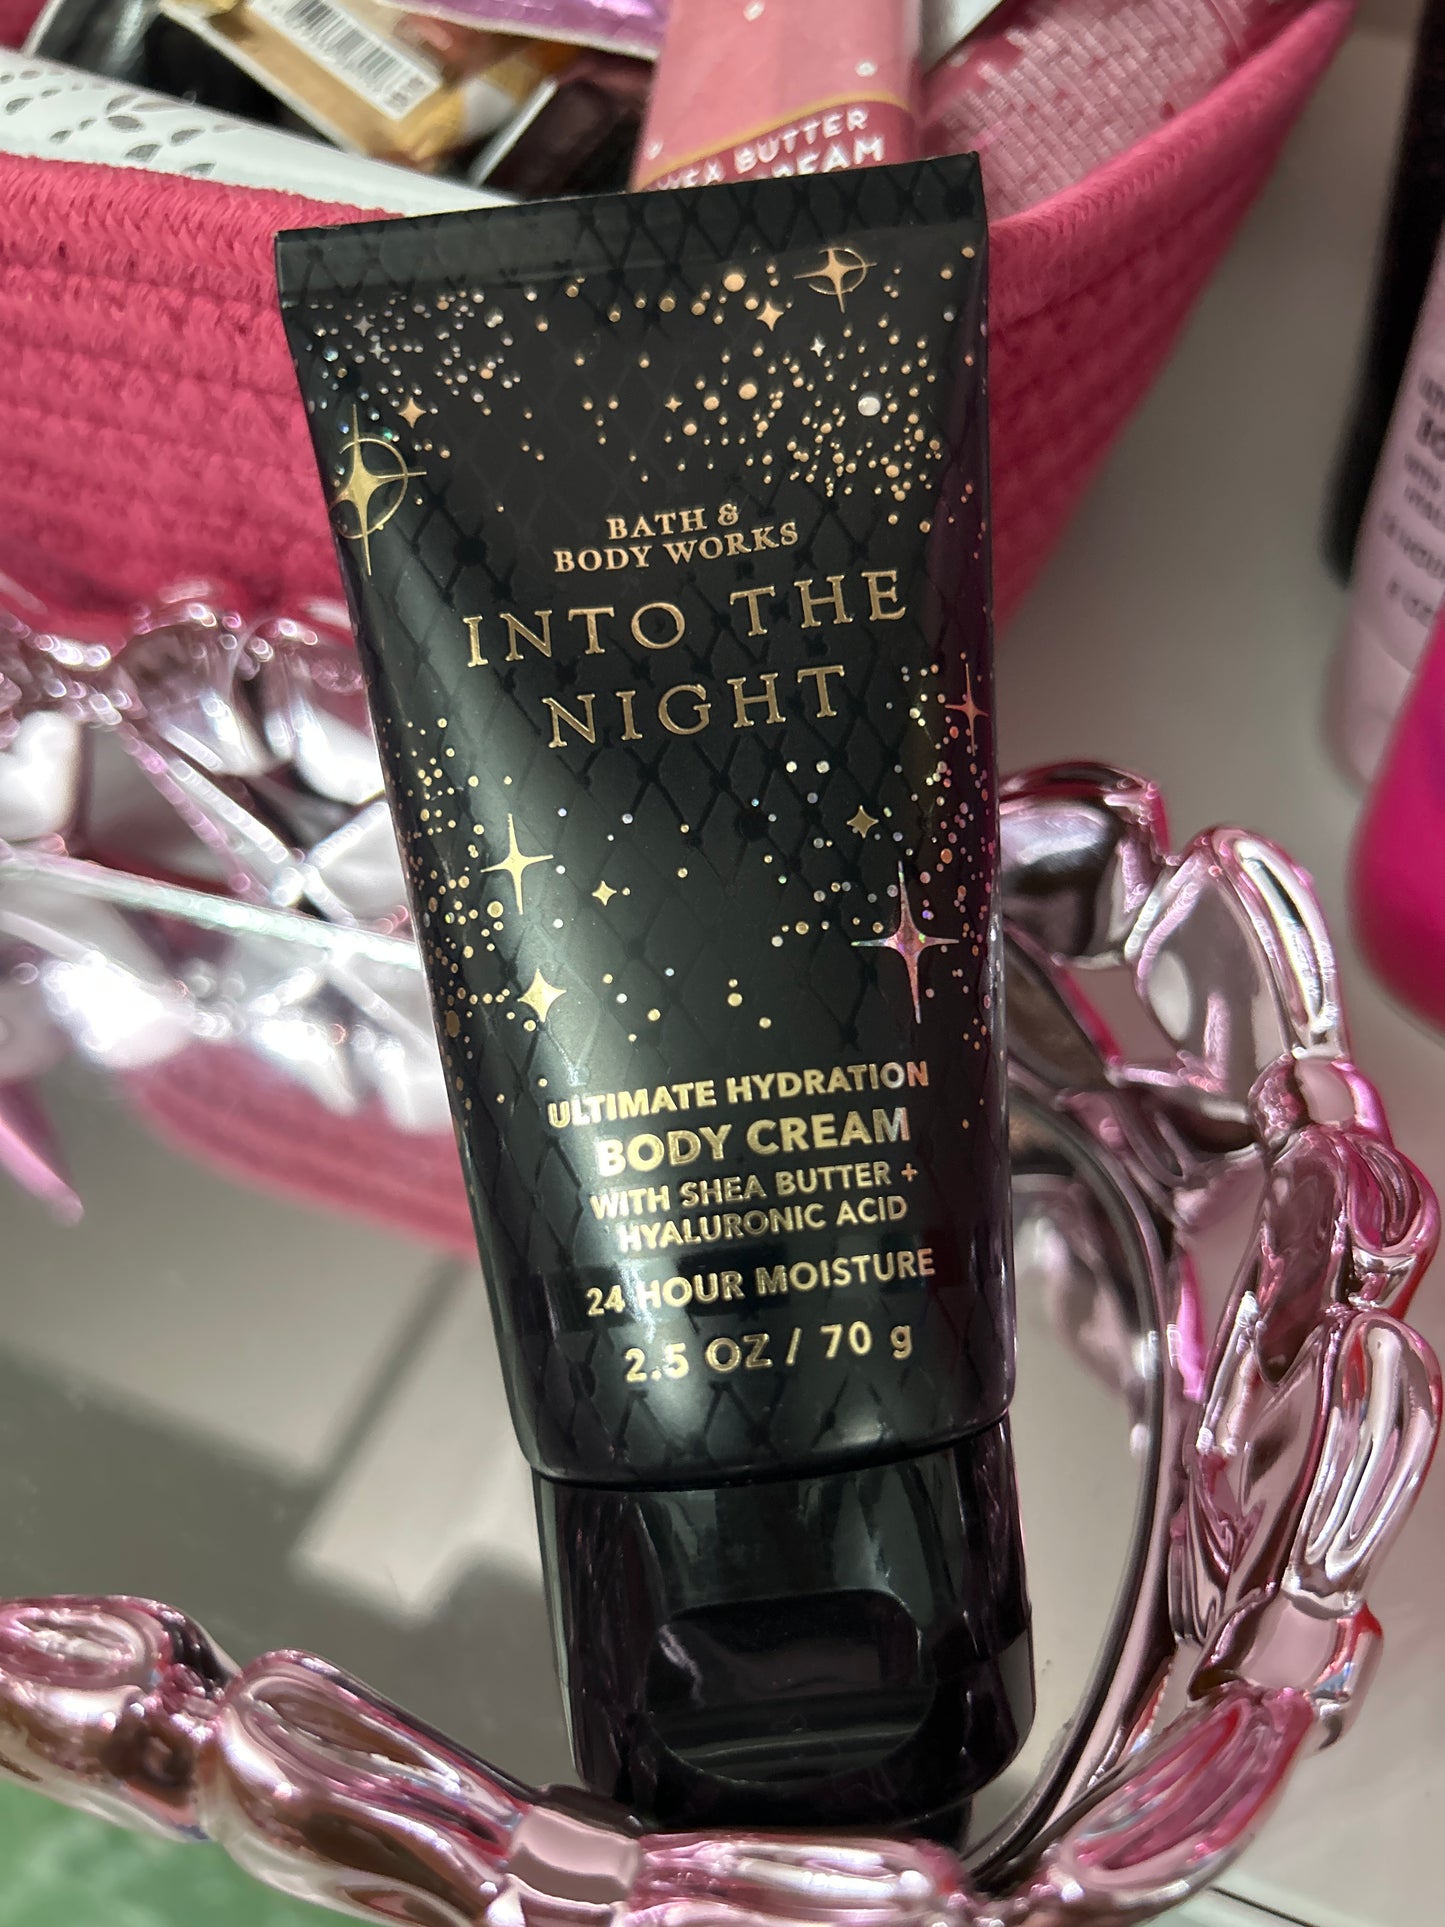 BUTTER
BATH &
BODY WORKS
INTO THE
NIGHT
ULTIMATE HYDRATION
BODY CREAM
WITH SHEA BUTTER +
HYALURONIC ACID
24 HOUR MOISTURE
2.5 OZ / 70 g